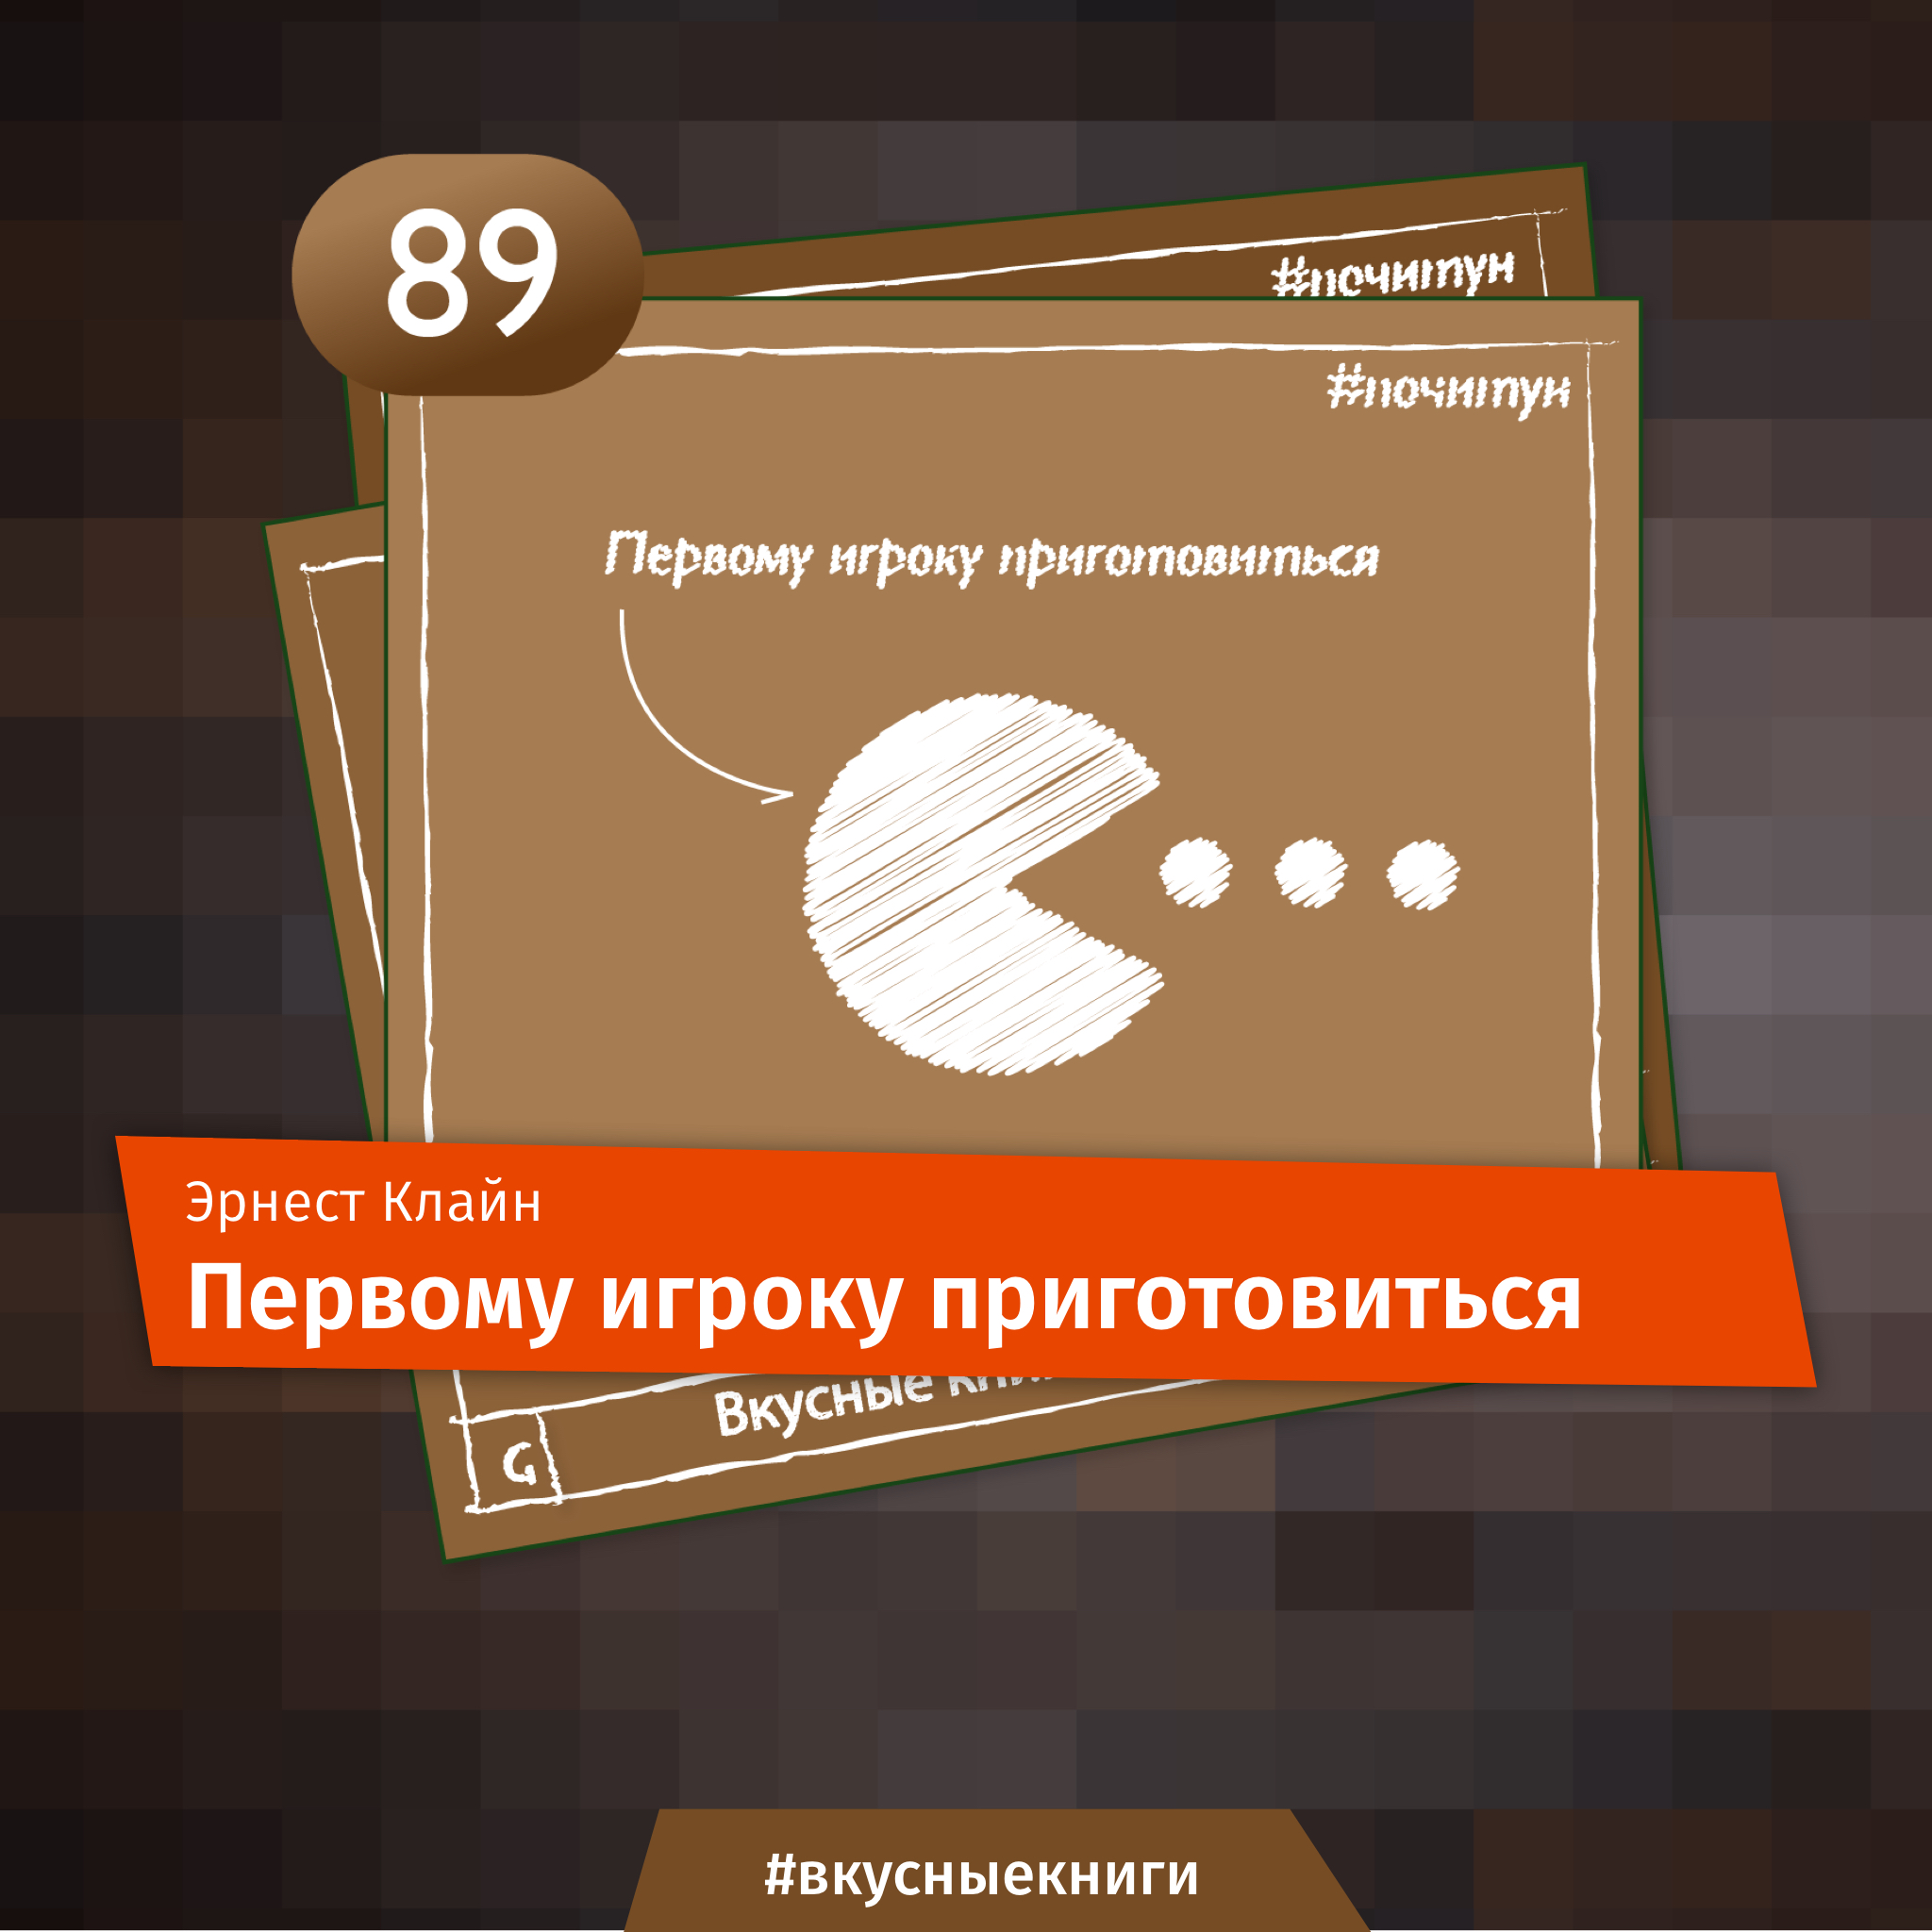 89
#почитун
#почитун
Первому игроку приготовиться
Эрнест Клайн
Первому игроку приготовиться
Вкусные
G
#вкусныекниги